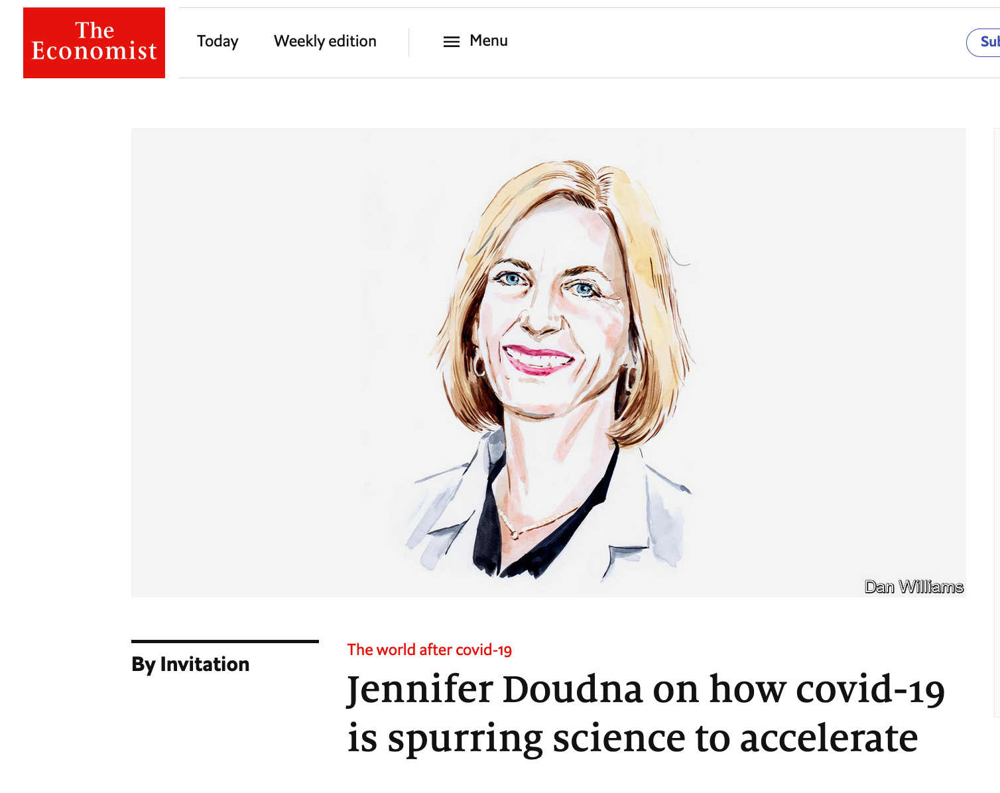 The
Economist
Today
Weekly edition
Menu
Dan Williams
By Invitation
The world after covid-19
Jennifer Doudna on how covid-19
is spurring science to accelerate